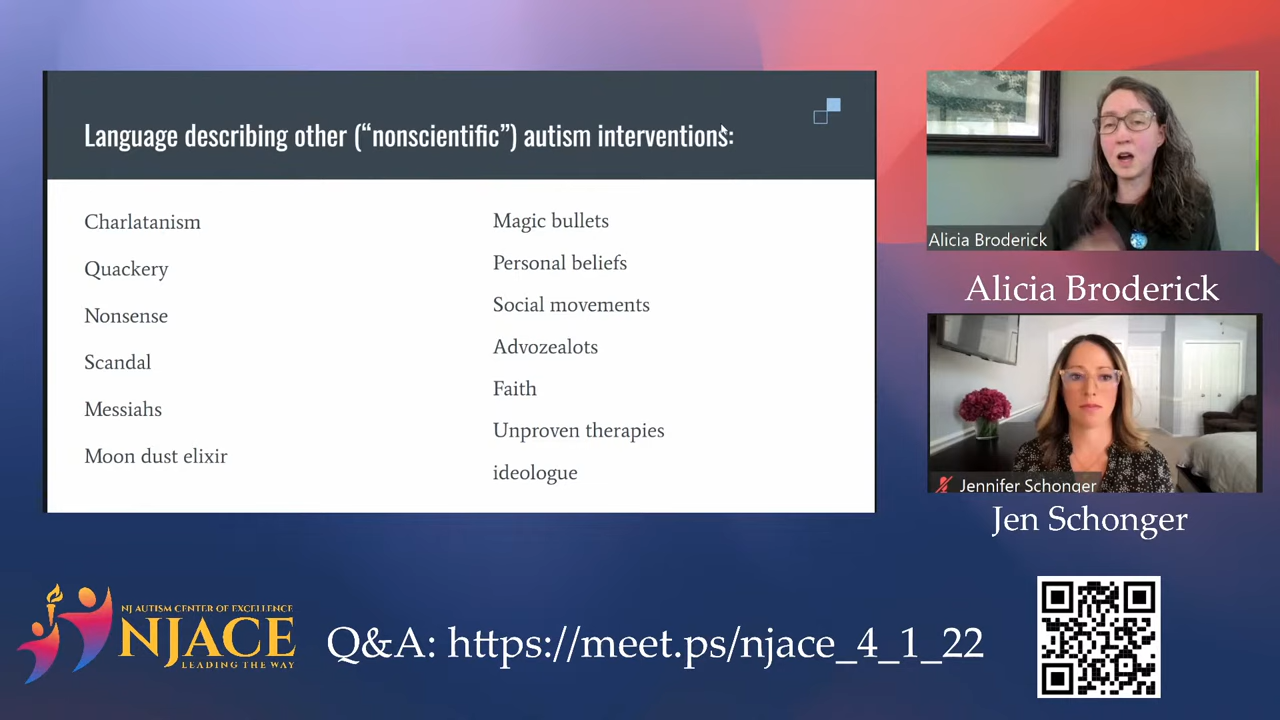 Language describing other (“nonscientific”) autism interventions:
Charlatanism
Quackery
Nonsense
Scandal
Messiahs
Moon dust elixir
Magic bullets
Personal beliefs
Social movements
Advozealots
Faith
Unproven therapies
ideologue
Alicia Broderick
Alicia Broderick
Jennifer Schonger
Jen Schonger
NJ AUTISM CENTER OF EXCELLENCE
NJACE
LEADING THE WAY
Q&A: https://meet.ps/njace_4_1_22